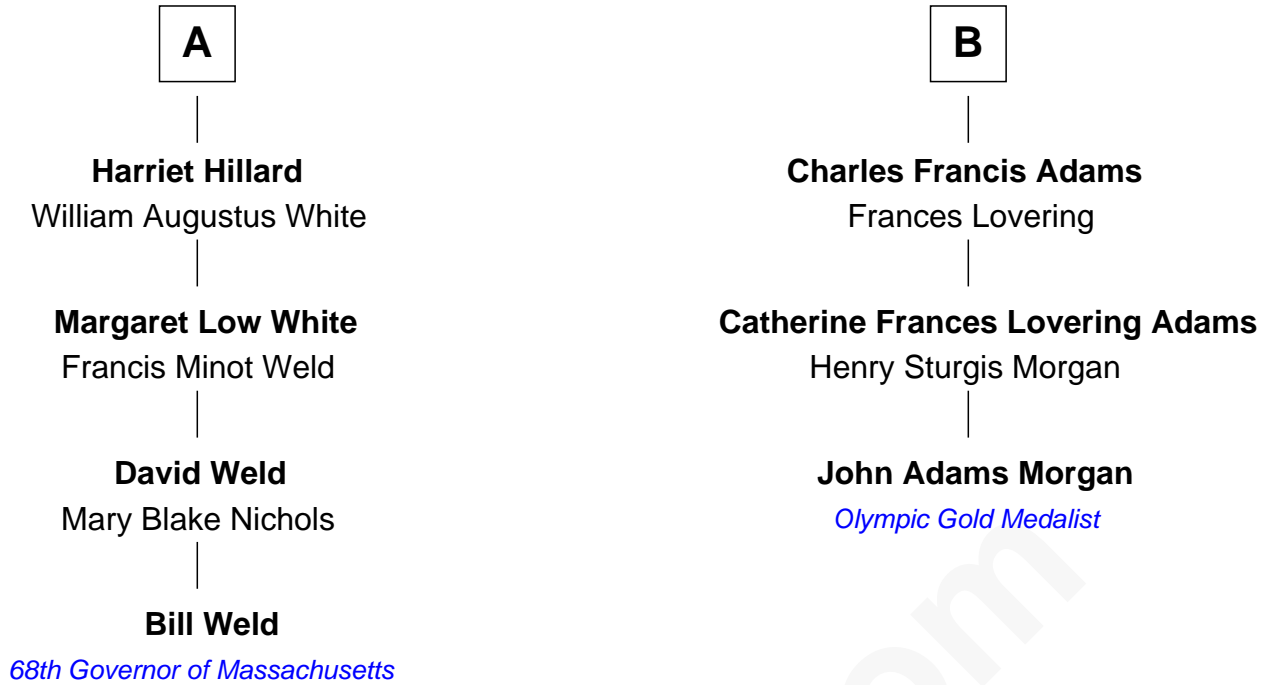 A
Harriet Hillard
William Augustus White
Margaret Low White
Francis Minot Weld
David Weld
Mary Blake Nichols
Bill Weld
68th Governor of Massachusetts
B
Charles Francis Adams
Frances Lovering
Catherine Frances Lovering Adams
Henry Sturgis Morgan
John Adams Morgan
Olympic Gold Medalist
om